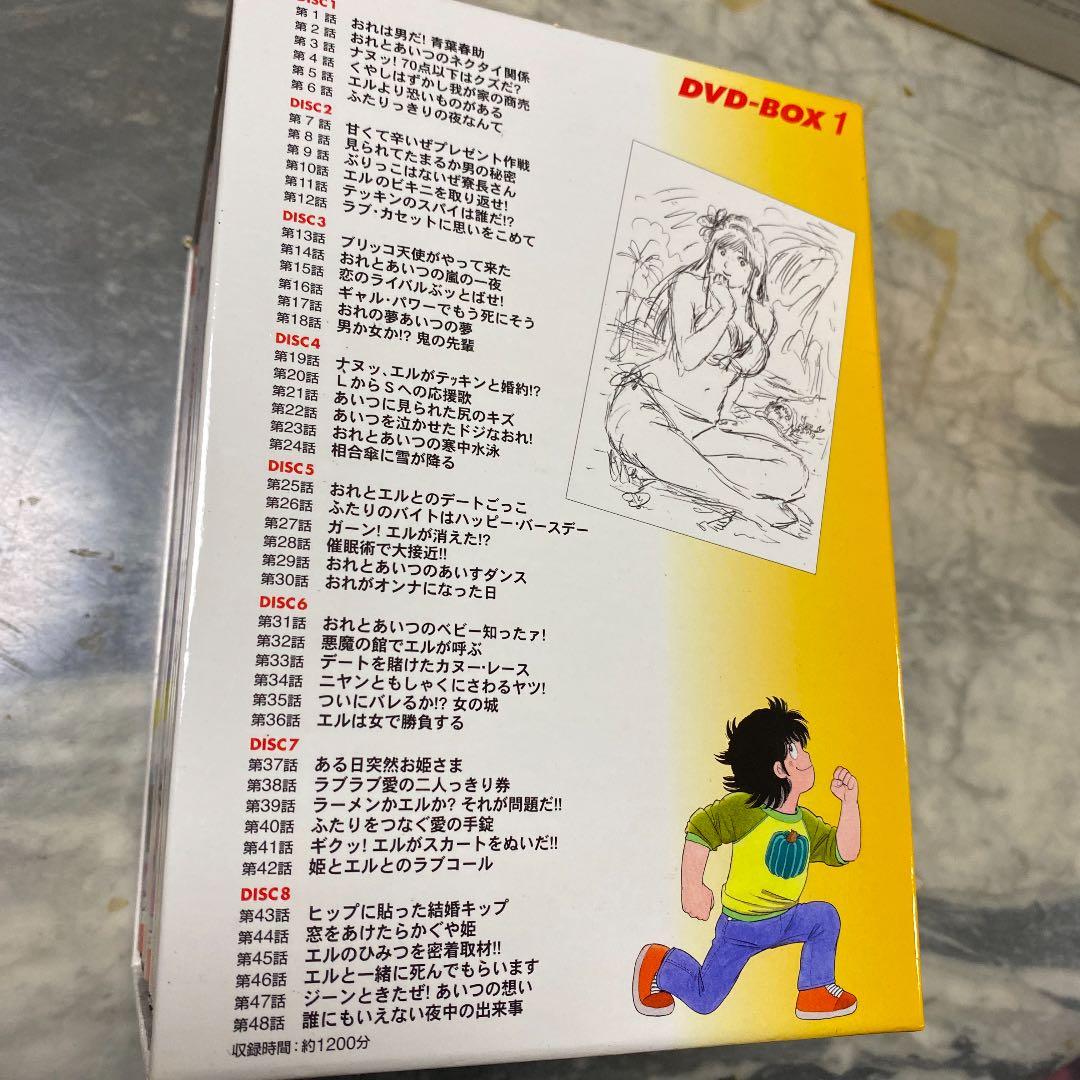 DISC1
第1話 おれは男だ! 青葉春助
第2話 おれとあいつのネクタイ関係
第3話 ナヌッ! 70点以下はクズだ?
第4話 くやしはずかし我が家の商売
第5話 エルより恐いものがある
第6話 ふたりっきりの夜なんて
DISC2
第7話 甘くて辛いぜプレゼント作戦
第8話 見られてたまるか男の秘密
第9話 ぶりっこはないぜ寮長さん
第10話 エルのビキニを取り返せ!
第11話 テッキンのスパイは誰だ!?
第12話 ラブ・カセットに思いをこめて
DISC3
第13話 ブリッコ天使がやって来た
第14話 おれとあいつの嵐の一夜
第15話 恋のライバルぶッとばせ!
第16話 ギャル・パワーでもう死にそう
第17話 おれの夢あいつの夢
第18話 男か女か!? 鬼の先輩
DISC4
第19話 ナヌッ、エルがテッキンと婚約!?
第20話 LからSへの応援歌
第21話 あいつに見られた尻のキズ
第22話 あいつを泣かせたドジなおれ!
第23話 おれとあいつの寒中水泳
第24話 相合傘に雪が降る
DISC5
第25話 おれとエルとのデートごっこ
第26話 ふたりのバイトはハッピー・バースデー
第27話 ガーン! エルが消えた!?
第28話 催眠術で大接近!!
第29話 おれとあいつのあいすダンス
第30話 おれがオンナになった日
DISC6
第31話 おれとあいつのベビー知ったァ!
第32話 悪魔の館でエルが呼ぶ
第33話 デートを賭けたカヌー・レース
第34話 ニヤンともしゃくにさわるヤツ!
第35話 ついにバレるか!? 女の城
第36話 エルは女で勝負する
DISC7
第37話 ある日突然お姫さま
第38話 ラブラブ愛の二人っきり券
第39話 ラーメンかエルか? それが問題だ!!
第40話 ふたりをつなぐ愛の手錠
第41話 ギクッ! エルがスカートをぬいだ!!
第42話 姫とエルとのラブコール
DISC8
第43話 ヒップに貼った結婚キップ
第44話 窓をあけたらかぐや姫
第45話 エルのひみつを密着取材!!
第46話 エルと一緒に死んでもらいます
第47話 ジーンときたぜ! あいつの想い
第48話 誰にもいえない夜中の出来事
収録時間：約1200分
DVD-BOX 1